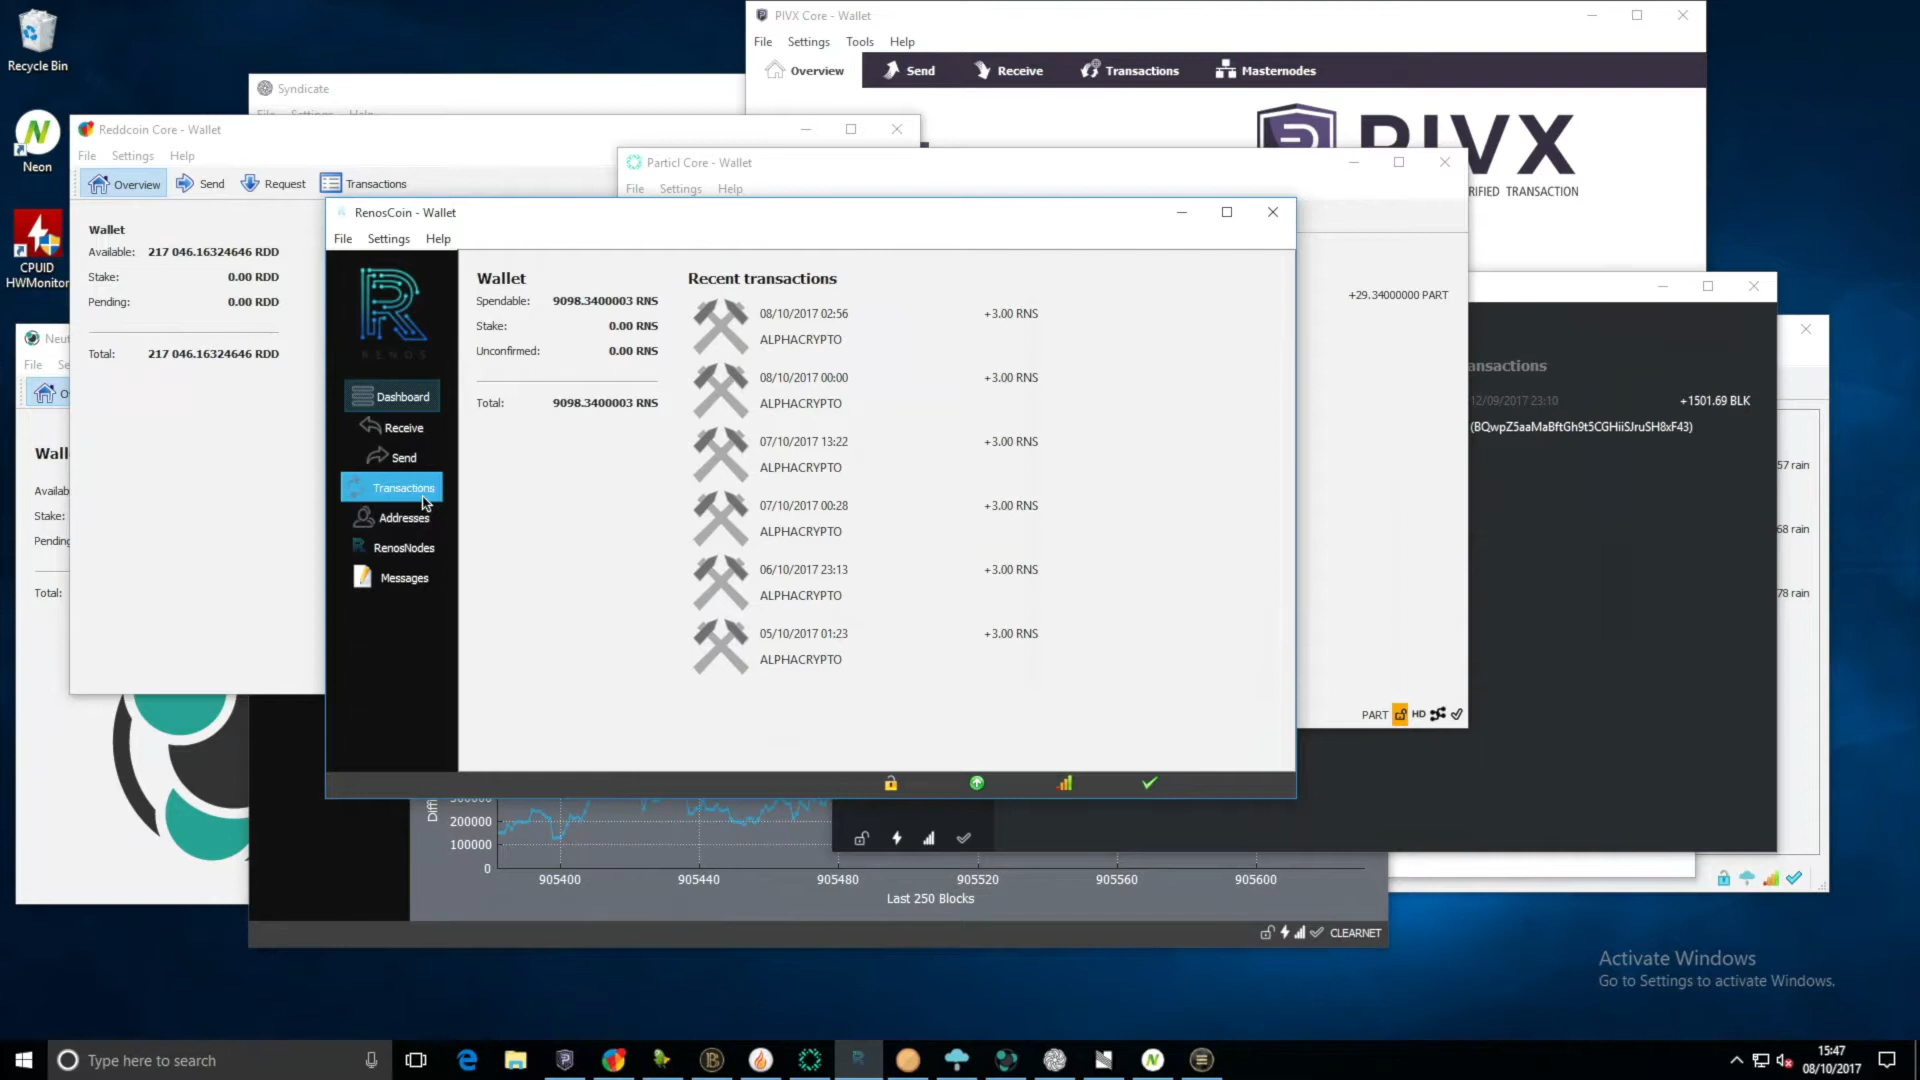 Recycle Bin
Neon
CPUID
HWMonitor
PIVX Core - Wallet
File Settings Tools Help
Overview Send Receive Transactions Masternodes
PIVX
RIFIED TRANSACTION
Syndicate
File Settings Help
Reddcoin Core - Wallet
File Settings Help
Overview Send Request Transactions
Wallet
Available: 217 046.16324646 RDD
Stake: 0.00 RDD
Pending: 0.00 RDD
Total: 217 046.16324646 RDD
Particl Core - Wallet
File Settings Help
+29.34000000 PART
PART HD
RenosCoin - Wallet
File Settings Help
RENOS
Dashboard
Receive
Send
Transactions
Addresses
RenosNodes
Messages
Wallet
Spendable: 9098.3400003 RNS
Stake: 0.00 RNS
Unconfirmed: 0.00 RNS
Total: 9098.3400003 RNS
Recent transactions
08/10/2017 02:56 +3.00 RNS
ALPHACRYPTO
08/10/2017 00:00 +3.00 RNS
ALPHACRYPTO
07/10/2017 13:22 +3.00 RNS
ALPHACRYPTO
07/10/2017 00:28 +3.00 RNS
ALPHACRYPTO
06/10/2017 23:13 +3.00 RNS
ALPHACRYPTO
05/10/2017 01:23 +3.00 RNS
ALPHACRYPTO
ansactions
12/09/2017 23:10 +1501.69 BLK
(BQwpZ5aaMaBftGh9t5CGHiiSJruSH8xF43)
57 rain
68 rain
78 rain
Neut
File Se
O
Wall
Availab
Stake:
Pending
Total:
Diffi
300000
200000
100000
0
905400 905440 905480 905520 905560 905600
Last 250 Blocks
CLEARNET
Activate Windows
Go to Settings to activate Windows.
Type here to search
15:47
08/10/2017